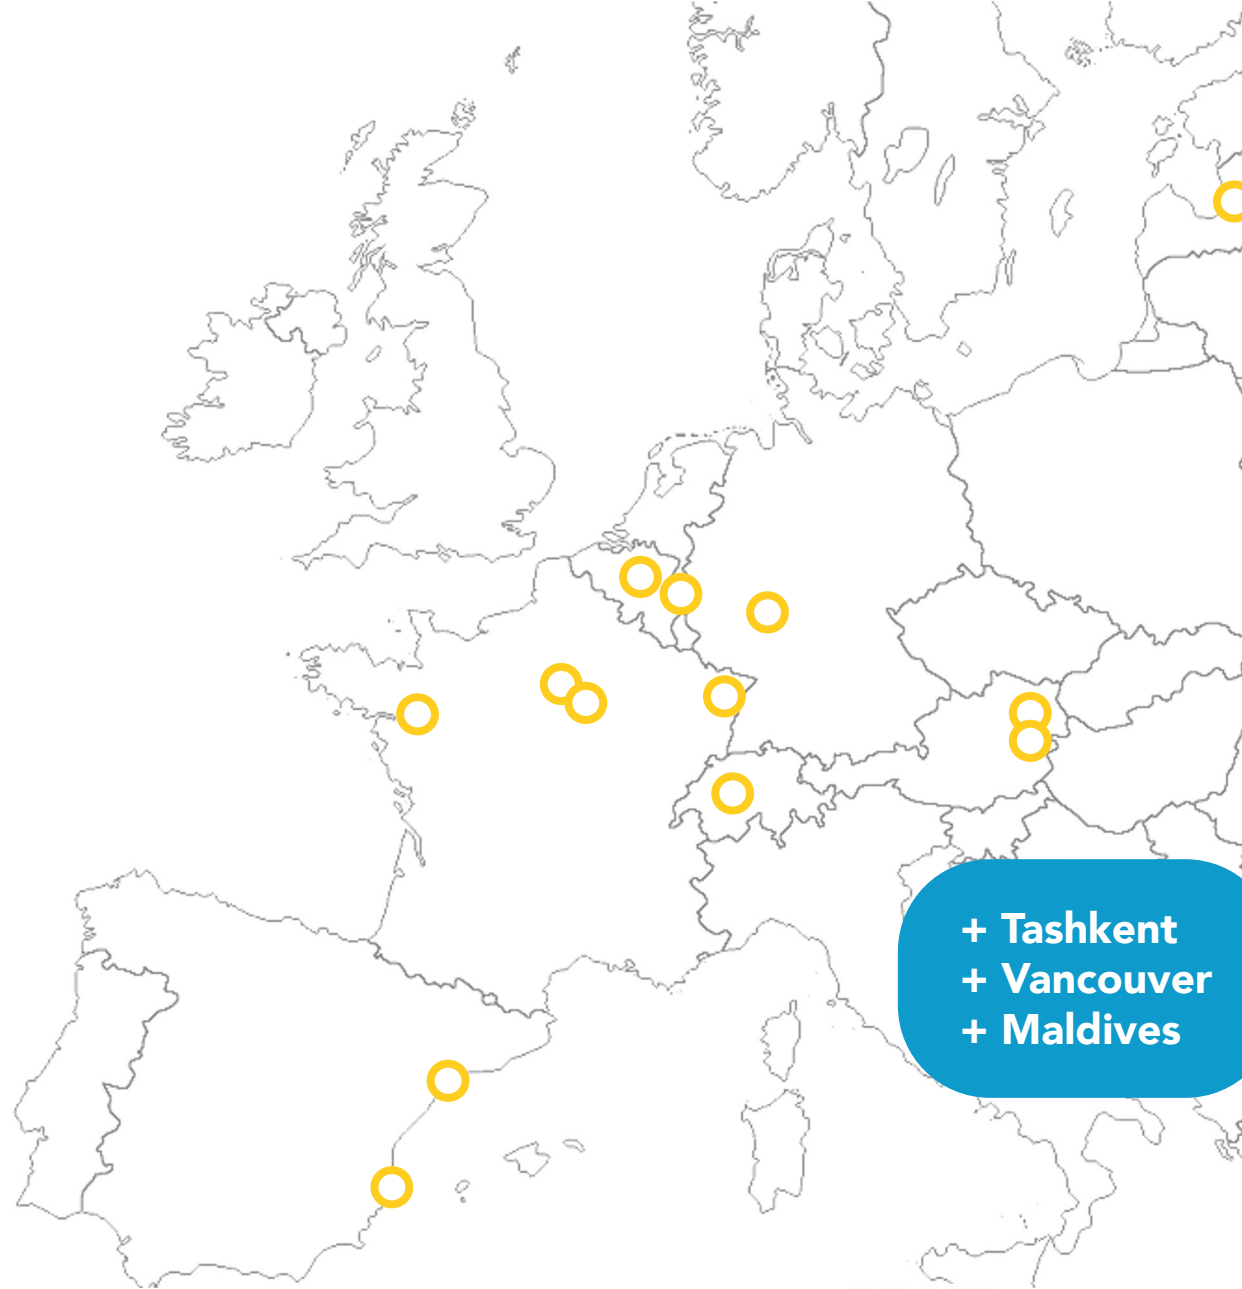 + Tashkent
+ Vancouver
+ Maldives